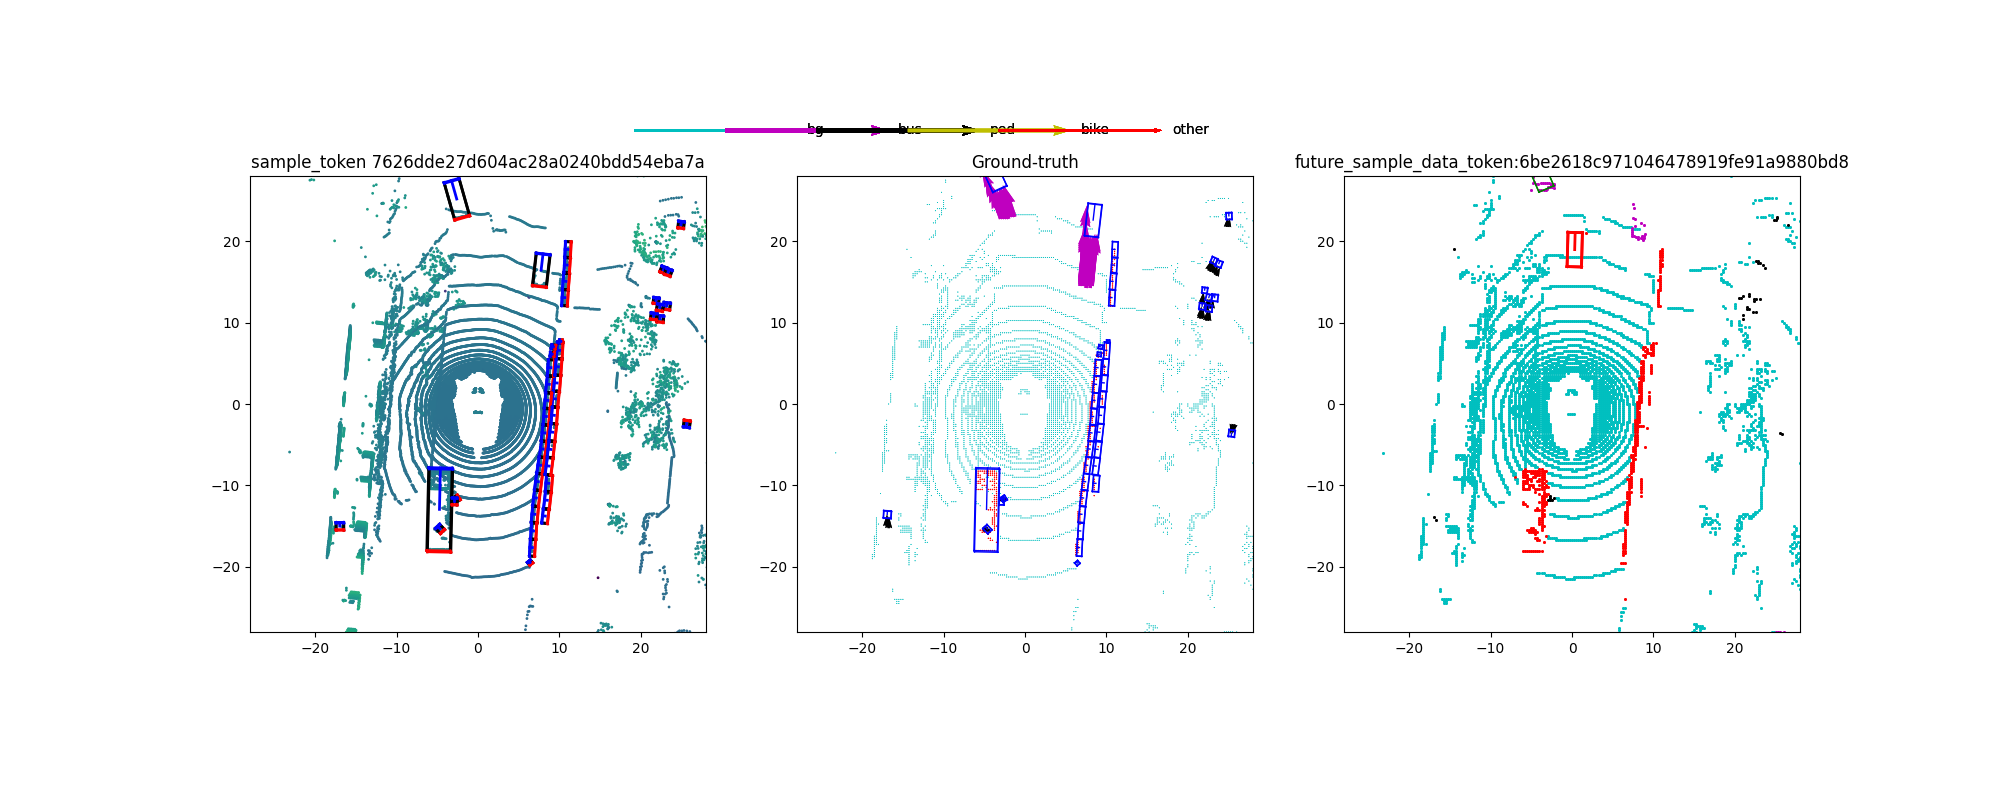 bg bus ped bike other
sample_token 7626dde27d604ac28a0240bdd54eba7a
Ground-truth
future_sample_data_token:6be2618c971046478919fe91a9880bd8
20 20 20
10 10 10
0 0 0
−10 −10 −10
−20 −20 −20
−20 −10 0 10 20 −20 −10 0 10 20 −20 −10 0 10 20